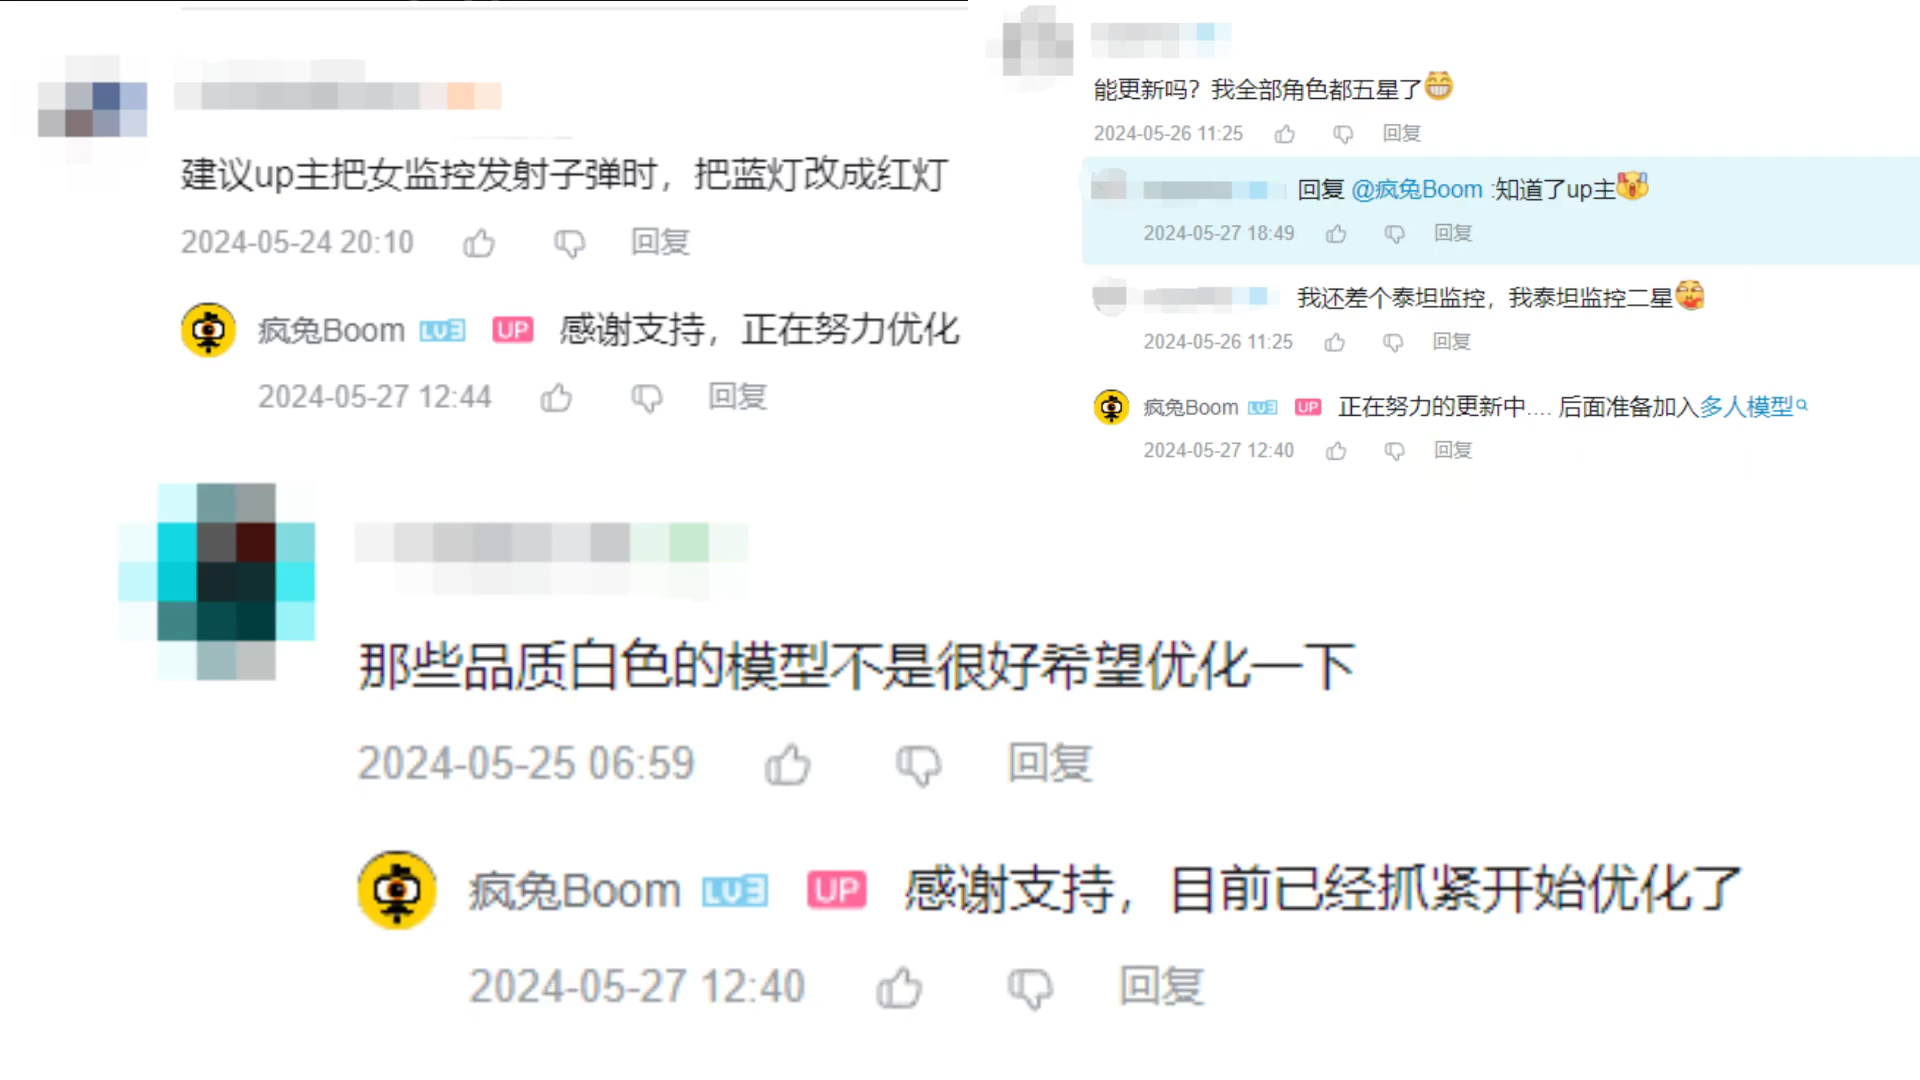 建议up主把女监控发射子弹时，把蓝灯改成红灯
2024-05-24 20:10 回复
疯兔Boom LV3 UP 感谢支持，正在努力优化
2024-05-27 12:44 回复
能更新吗？我全部角色都五星了
2024-05-26 11:25 回复
回复 @疯兔Boom :知道了up主
2024-05-27 18:49 回复
我还差个泰坦监控，我泰坦监控二星
2024-05-26 11:25 回复
疯兔Boom LV3 UP 正在努力的更新中.... 后面准备加入多人模型
2024-05-27 12:40 回复
那些品质白色的模型不是很好希望优化一下
2024-05-25 06:59 回复
疯兔Boom LV3 UP 感谢支持，目前已经抓紧开始优化了
2024-05-27 12:40 回复